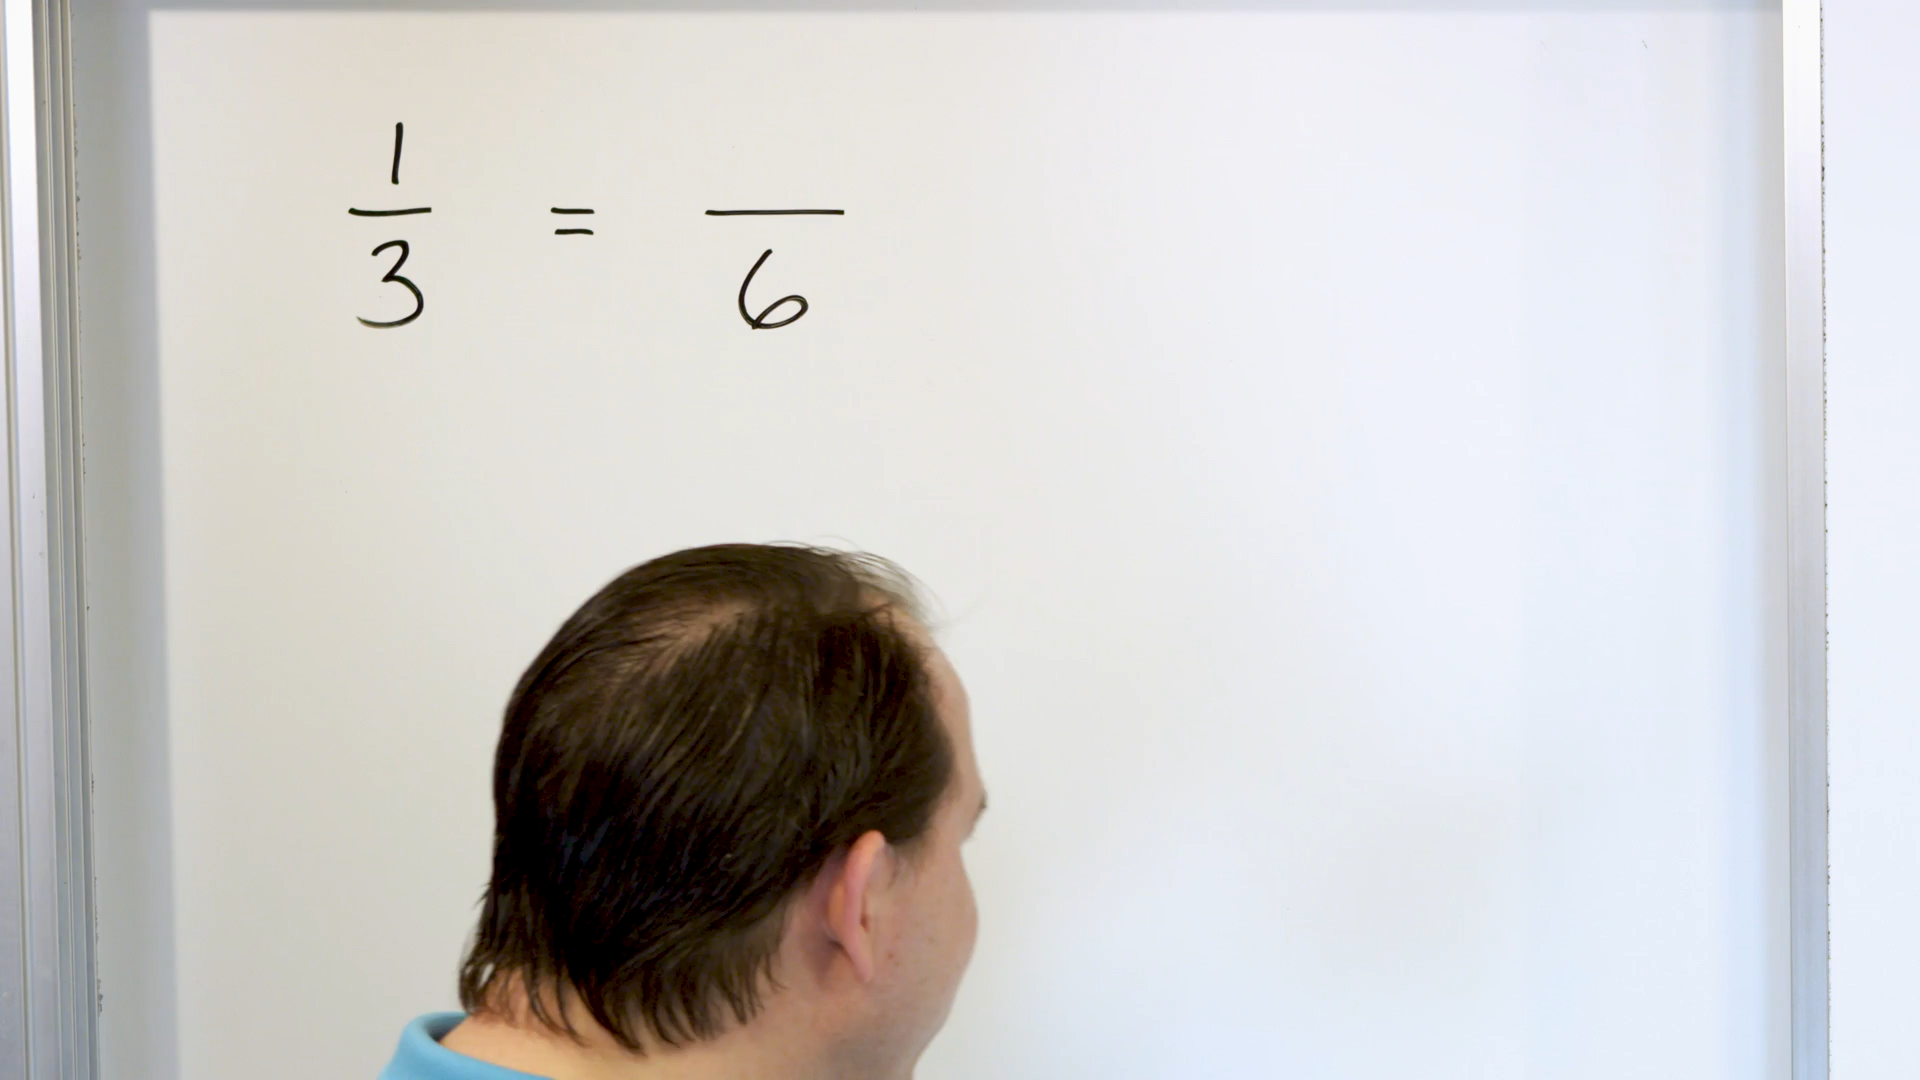 1/3 = /6